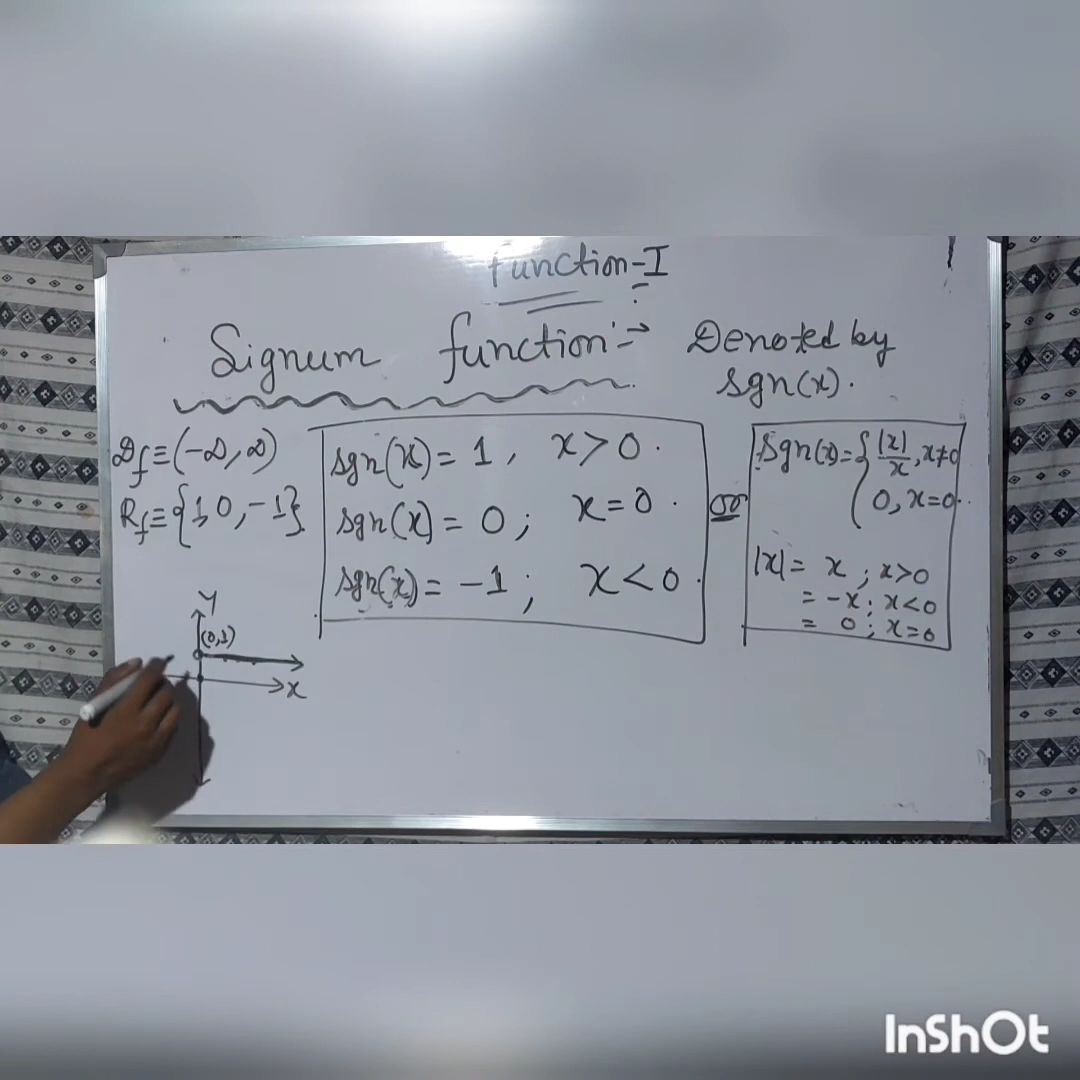 Function-I
Signum function:→ Denoted by
sgn(x).
Df≡(-∞,∞)
Rf≡{1,0,-1}
sgn(x)= 1, x>0.
sgn(x)= 0; x=0.
sgn(x)= -1; x<0.
or
sgn(x)={|x|/x, x≠0
0, x=0.
|x|= x; x>0
= -x; x<0
= 0; x=0
Y
(0,1)
X
InShOt